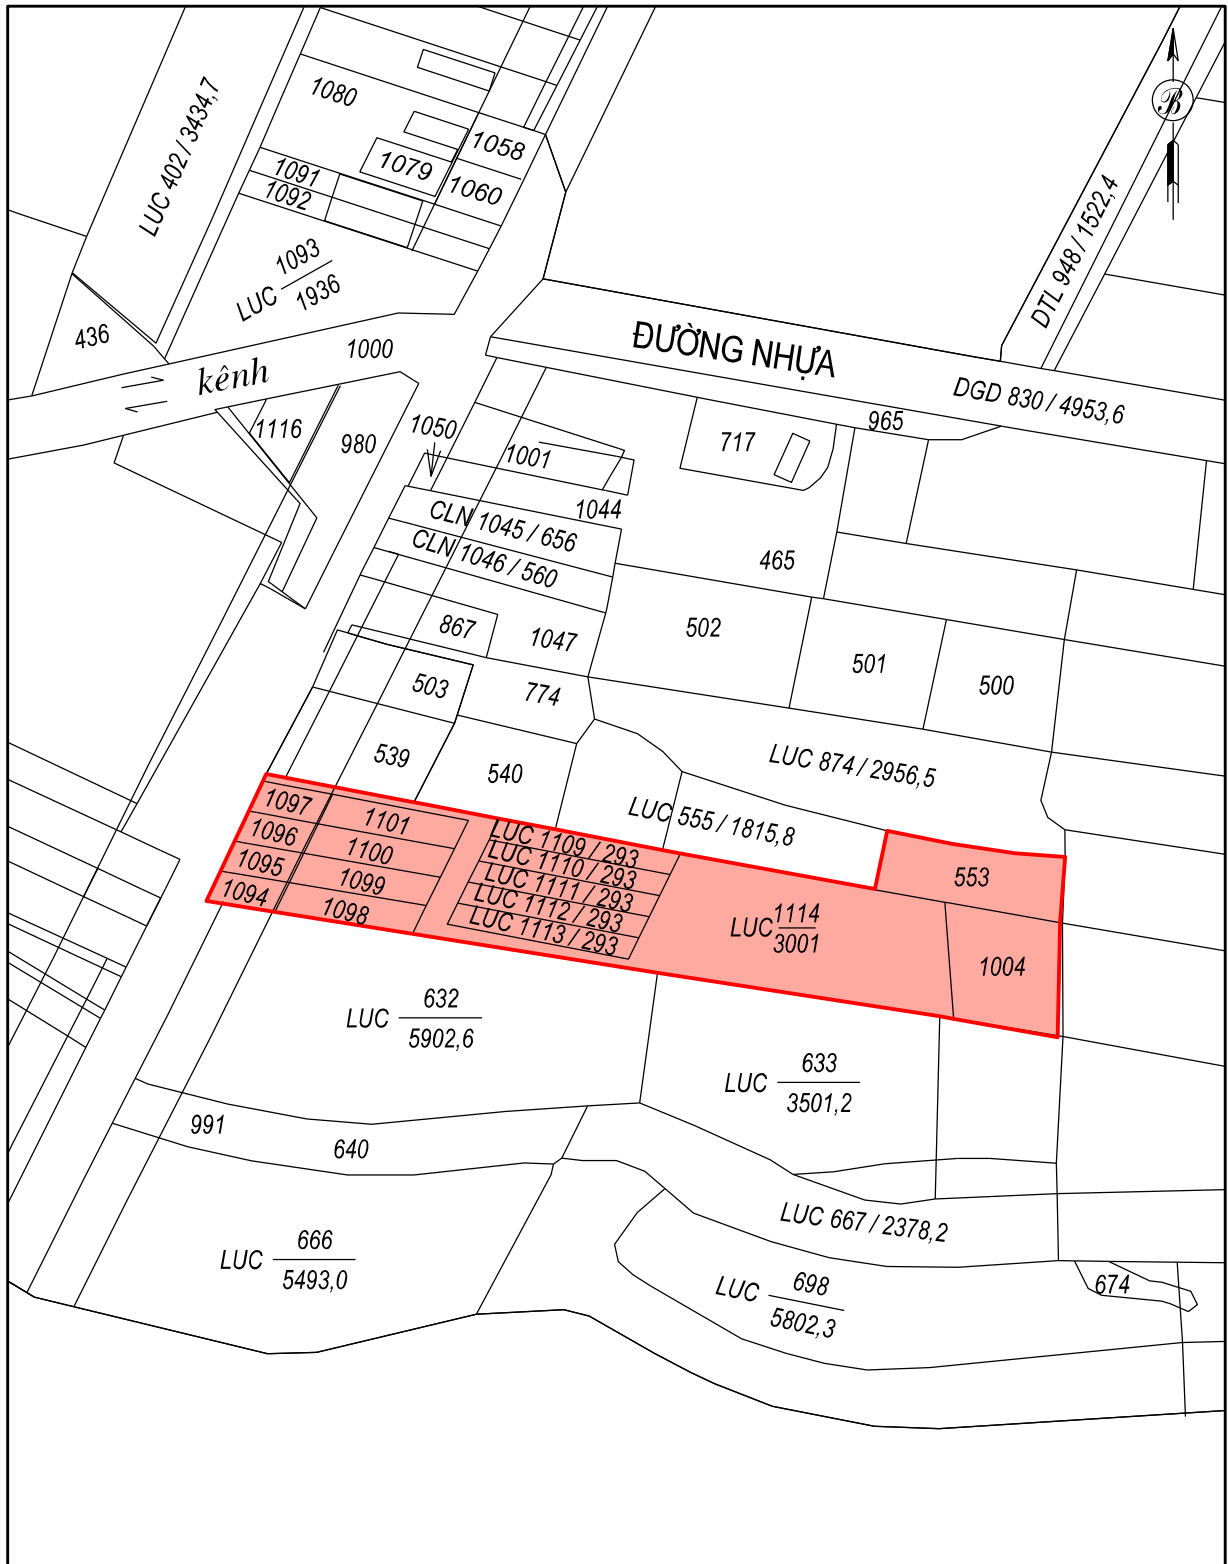 LUC 402 / 3434,7
1080
1058
1079
1060
1091
1092
1093
LUC
1936
B
DTL 948 / 1522,4
436
1000
kênh
ĐƯỜNG NHỰA
DGD 830 / 4953,6
965
717
1116
980
1050
1001
1044
CLN 1045 / 656
CLN 1046 / 560
465
867
1047
502
501
500
503
774
539
540
LUC 874 / 2956,5
LUC 555 / 1815,8
1097
1101
1096
1100
1095
1099
1094
1098
LUC 1109 / 293
LUC 1110 / 293
LUC 1111 / 293
LUC 1112 / 293
LUC 1113 / 293
553
1114
LUC
3001
1004
632
LUC
5902,6
633
LUC
3501,2
991
640
LUC 667 / 2378,2
666
LUC
5493,0
698
LUC
5802,3
674